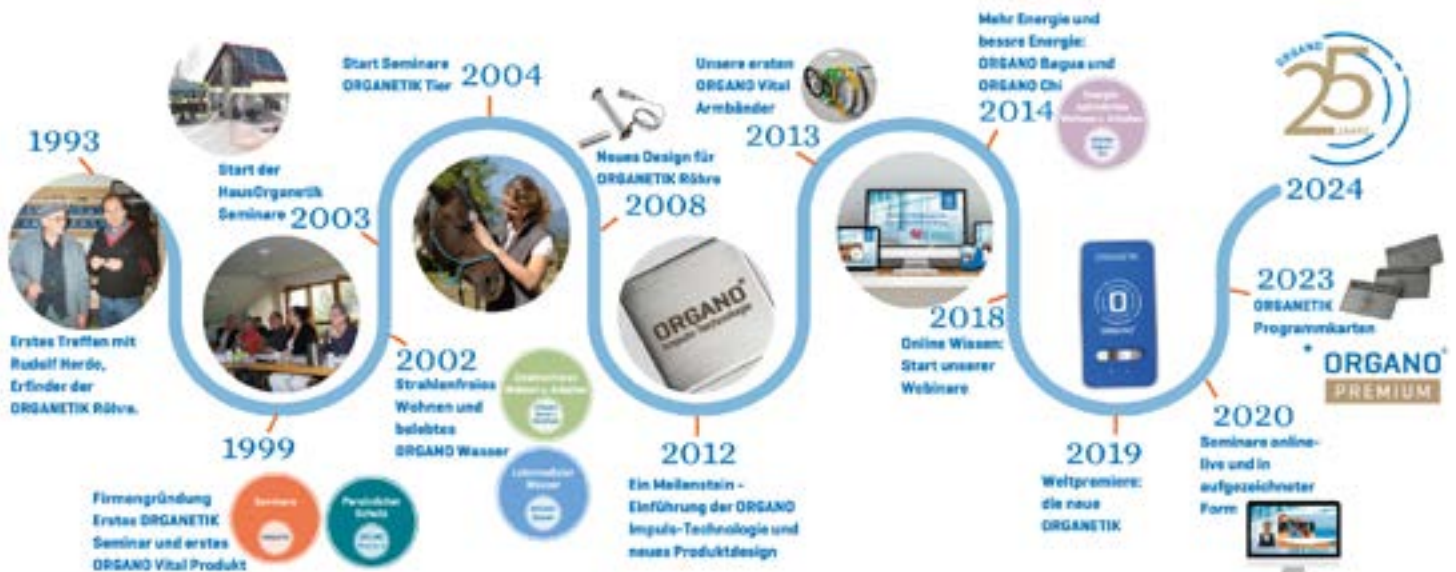 1993
Erstes Treffen mit
Rudolf Herde,
Erfinder der
ORGANETIK Röhre.
1999
Firmengründung
Erstes ORGANETIK
Seminar und erstes
ORGANO Vital Produkt
Seminare
Persönlicher
Schutz
2002
Strahlenfreies
Wohnen und
belebtes
ORGANO Wasser
Wasser
Start der
HausOrganetik
Seminare
2003
Start Seminare
ORGANETIK Tier
2004
Neues Design für
ORGANETIK Röhre
2008
ORGANO
Impuls-Technologie
2012
Ein Meilenstein -
Einführung der ORGANO
Impuls-Technologie und
neues Produktdesign
Unsere ersten
ORGANO Vital
Armbänder
2013
Mehr Energie und
bessre Energie:
ORGANO Bagua und
ORGANO Chi
2014
2018
Online Wissen:
Start unserer
Webinare
ORGANETIK
2019
Weltpremiere:
die neue
ORGANETIK
2020
Seminare online-
live und in
aufgezeichneter
Form
2023
ORGANETIK
Programmkarten
ORGANO
PREMIUM
ORGANO
25
JAHRE
2024